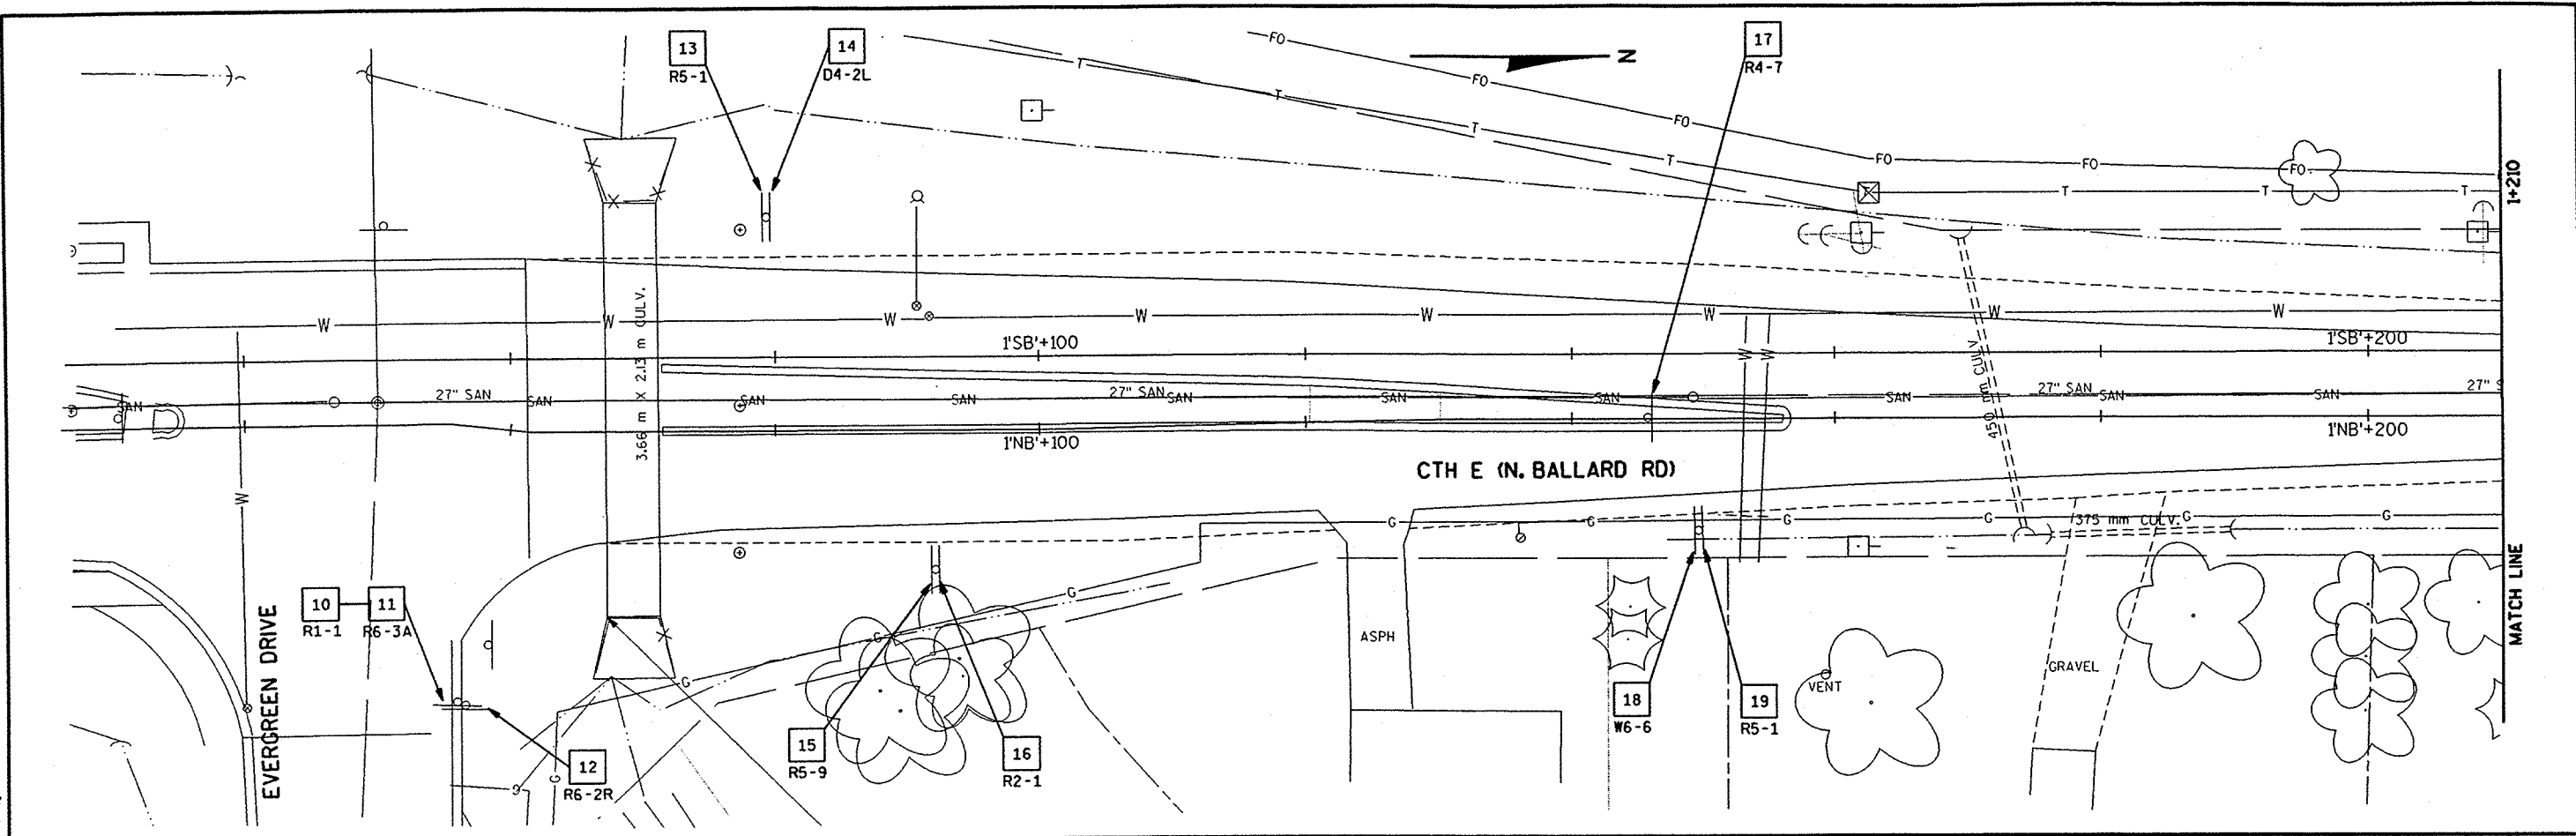 13
R5-1
14
D4-2L
17
R4-7
N
FO
FO
FO
FO
FO
FO
T
T
T
T
T
T
T
1+210
W
W
W
W
W
W
W
W
1'SB'+100
1'SB'+200
3.66 m X 2.13 m CULV.
W
W
450 mm CULV.
SAN
27" SAN
SAN
SAN
SAN
27" SAN
SAN
SAN
SAN
SAN
27" SAN
SAN
SAN
27" S
1'NB'+100
1'NB'+200
CTH E (N. BALLARD RD)
W
G
G
G
G
G
G
375 mm CULV.
MATCH LINE
10
R1-1
11
R6-3A
EVERGREEN DRIVE
12
R6-2R
G
G
G
G
15
R5-9
16
R2-1
ASPH
18
W6-6
19
R5-1
VENT
GRAVEL